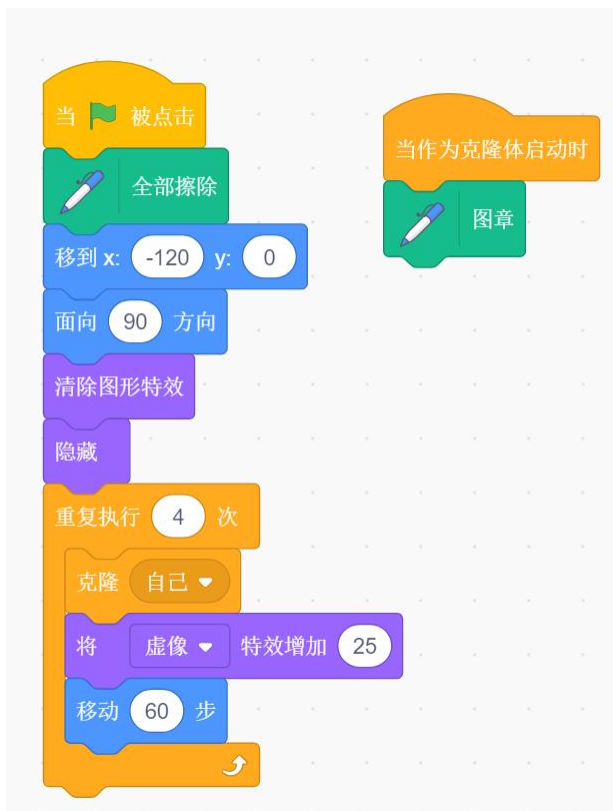 当 被点击
全部擦除
移到 x: -120 y: 0
面向 90 方向
清除图形特效
隐藏
重复执行 4 次
克隆 自己
将 虚像 特效增加 25
移动 60 步
当作为克隆体启动时
图章